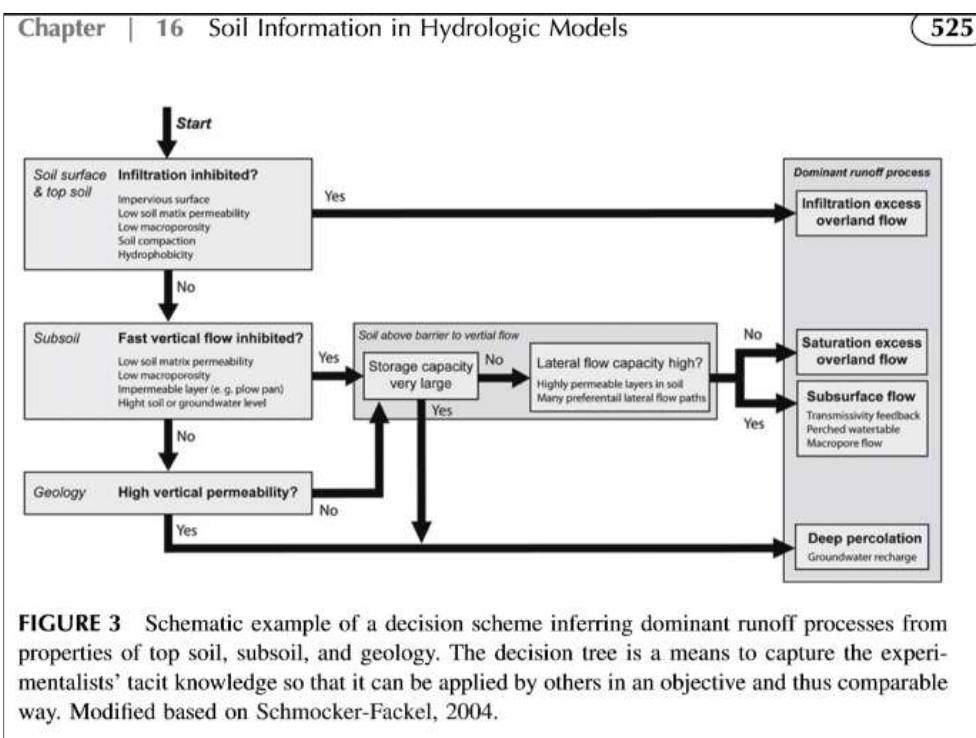 Chapter | 16 Soil Information in Hydrologic Models
525
Start
Soil surface
& top soil
Infiltration inhibited?
Impervious surface
Low soil matix permeability
Low macroporosity
Soil compaction
Hydrophobicity
Yes
Dominant runoff process
Infiltration excess
overland flow
No
Subsoil
Fast vertical flow inhibited?
Low soil matrix permeability
Low macroporosity
Impermeable layer (e. g. plow pan)
Hight soil or groundwater level
Yes
Soil above barrier to vertial flow
Storage capacity
very large
No
Lateral flow capacity high?
Highly permeable layers in soil
Many preferentail lateral flow paths
No
Yes
Saturation excess
overland flow
Subsurface flow
Transmissivity feedback
Perched watertable
Macropore flow
Yes
No
Geology
High vertical permeability?
No
Yes
Deep percolation
Groundwater recharge
FIGURE 3 Schematic example of a decision scheme inferring dominant runoff processes from
properties of top soil, subsoil, and geology. The decision tree is a means to capture the experi-
mentalists' tacit knowledge so that it can be applied by others in an objective and thus comparable
way. Modified based on Schmocker-Fackel, 2004.